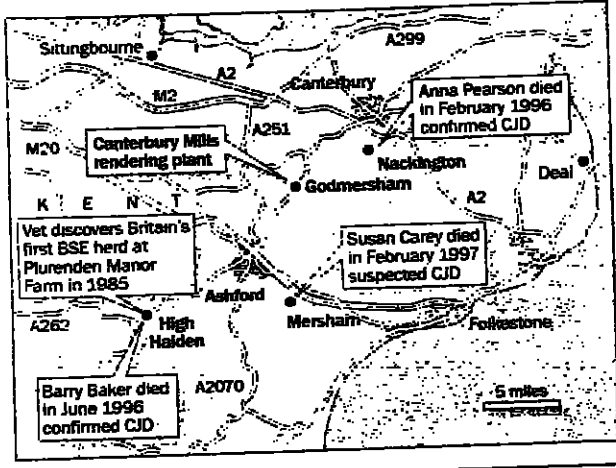 Sittingbourne
A299
A2
Canterbury
M2
Anna Pearson died
in February 1996
confirmed CJD
A251
M20
Canterbury Mills
rendering plant
Nackington
Deal
Godmersham
A2
KENT
Vet discovers Britain's
first BSE herd at
Plurenden Manor
Farm in 1985
Susan Carey died
in February 1997
suspected CJD
Ashford
Mersham
Folkestone
A262
High
Halden
Barry Baker died
in June 1996
confirmed CJD
A2070
5 miles